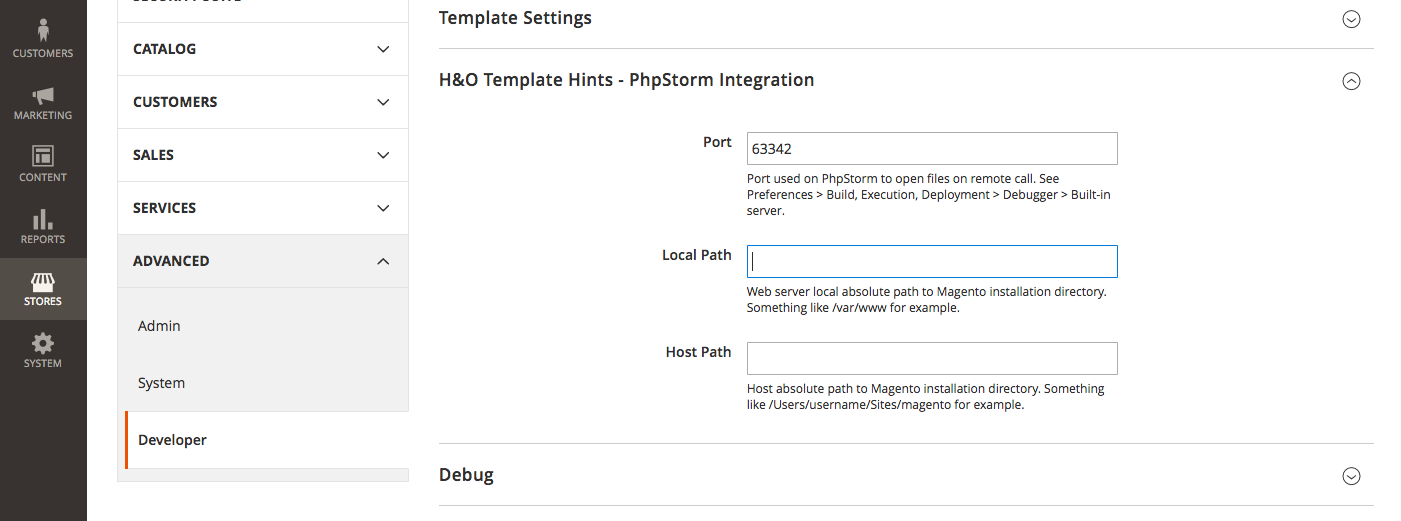 CUSTOMERS
MARKETING
CONTENT
REPORTS
STORES
SYSTEM
CATALOG
CUSTOMERS
SALES
SERVICES
ADVANCED
Admin
System
Developer
Template Settings
H&O Template Hints - PhpStorm Integration
Port
63342
Port used on PhpStorm to open files on remote call. See
Preferences > Build, Execution, Deployment > Debugger > Built-in
server.
Local Path
Web server local absolute path to Magento installation directory.
Something like /var/www for example.
Host Path
Host absolute path to Magento installation directory. Something
like /Users/username/Sites/magento for example.
Debug